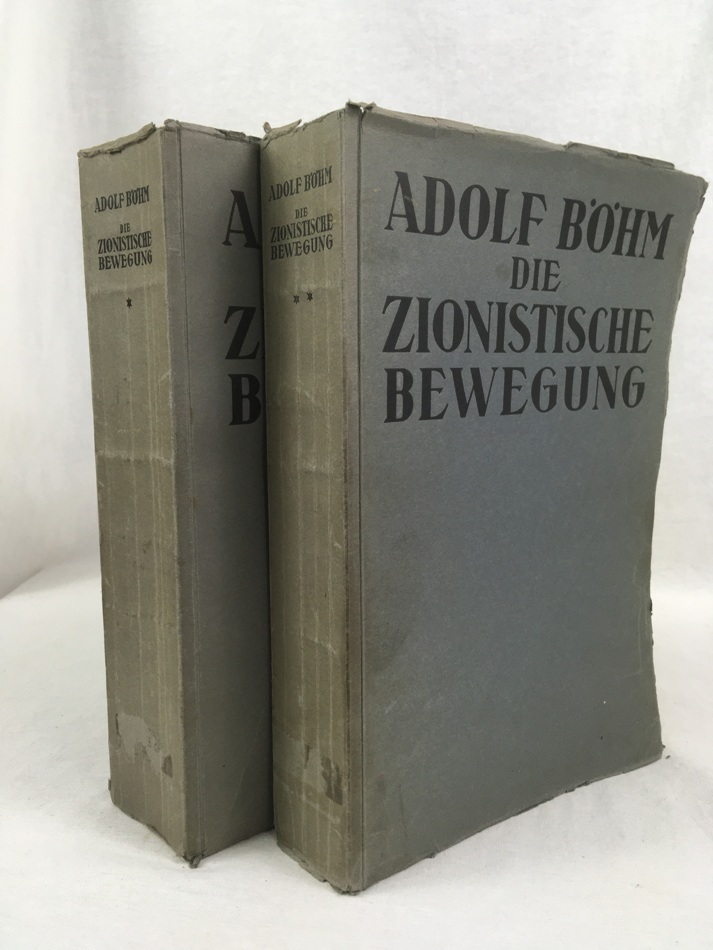 ADOLF BÖHM
DIE
ZIONISTISCHE
BEWEGUNG
*
A
Z
B
ADOLF BÖHM
DIE
ZIONISTISCHE
BEWEGUNG
* *
ADOLF BÖHM
DIE
ZIONISTISCHE
BEWEGUNG